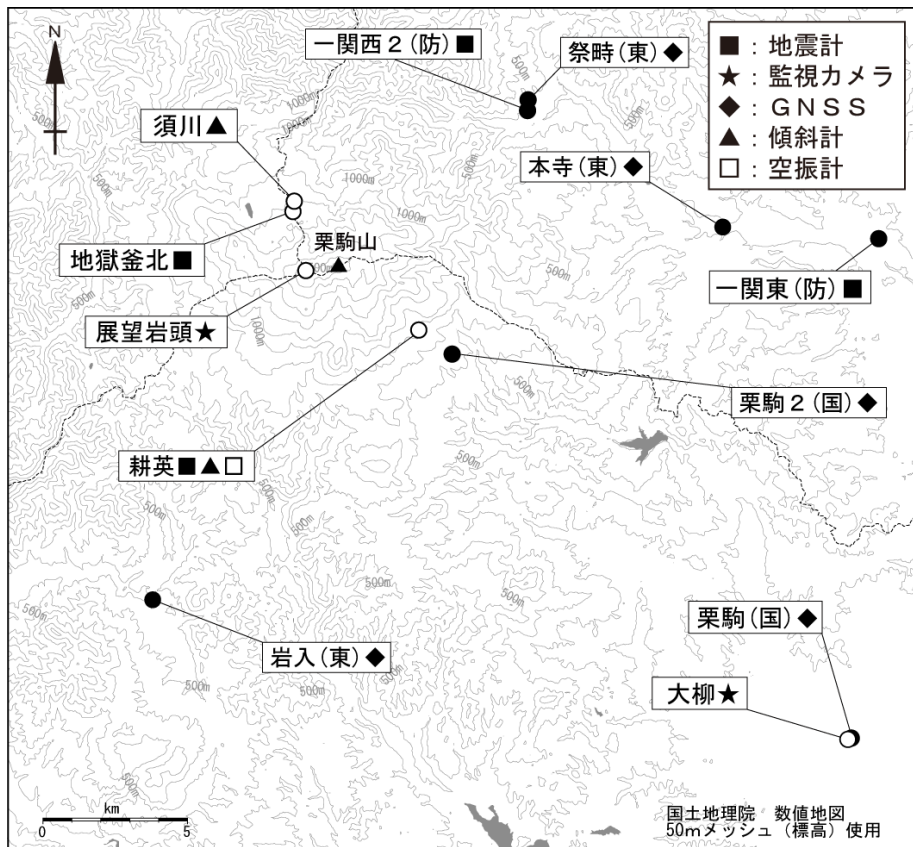 N
一関西2(防)■
祭畤(東)◆
■:地震計
★:監視カメラ
◆:GNSS
▲:傾斜計
□:空振計
須川▲
本寺(東)◆
地獄釜北■
栗駒山
一関東(防)■
展望岩頭★
栗駒2(国)◆
耕英■▲□
栗駒(国)◆
岩入(東)◆
大柳★
500m
1000m
km
0 5
国土地理院 数値地図
50mメッシュ(標高)使用